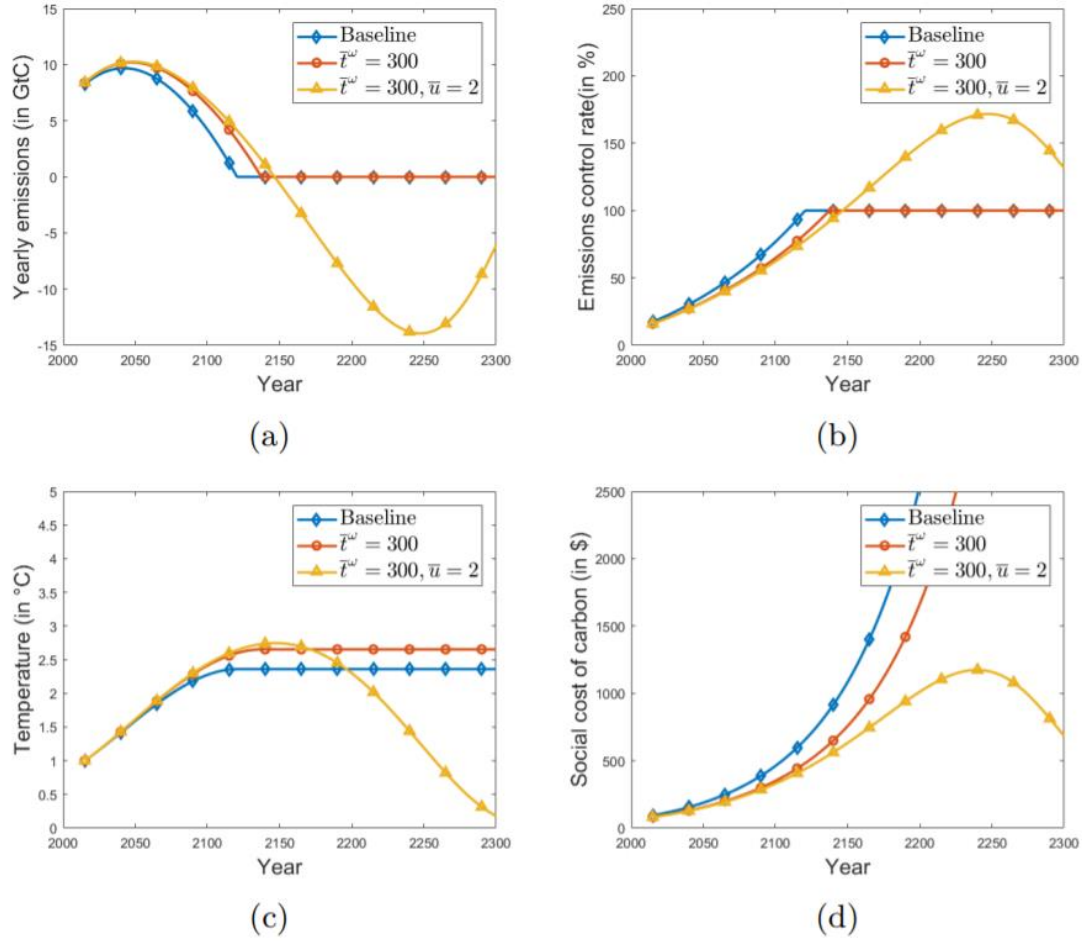 15
10
5
0
-5
-10
-15
2000 2050 2100 2150 2200 2250 2300
Yearly emissions (in GtC)
Year
Baseline
t̅^ω = 300
t̅^ω = 300, u̅ = 2
(a)
250
200
150
100
50
0
2000 2050 2100 2150 2200 2250 2300
Emissions control rate(in %)
Year
Baseline
t̅^ω = 300
t̅^ω = 300, u̅ = 2
(b)
5
4.5
4
3.5
3
2.5
2
1.5
1
0.5
0
2000 2050 2100 2150 2200 2250 2300
Temperature (in °C)
Year
Baseline
t̅^ω = 300
t̅^ω = 300, u̅ = 2
(c)
2500
2000
1500
1000
500
0
2000 2050 2100 2150 2200 2250 2300
Social cost of carbon (in $)
Year
Baseline
t̅^ω = 300
t̅^ω = 300, u̅ = 2
(d)